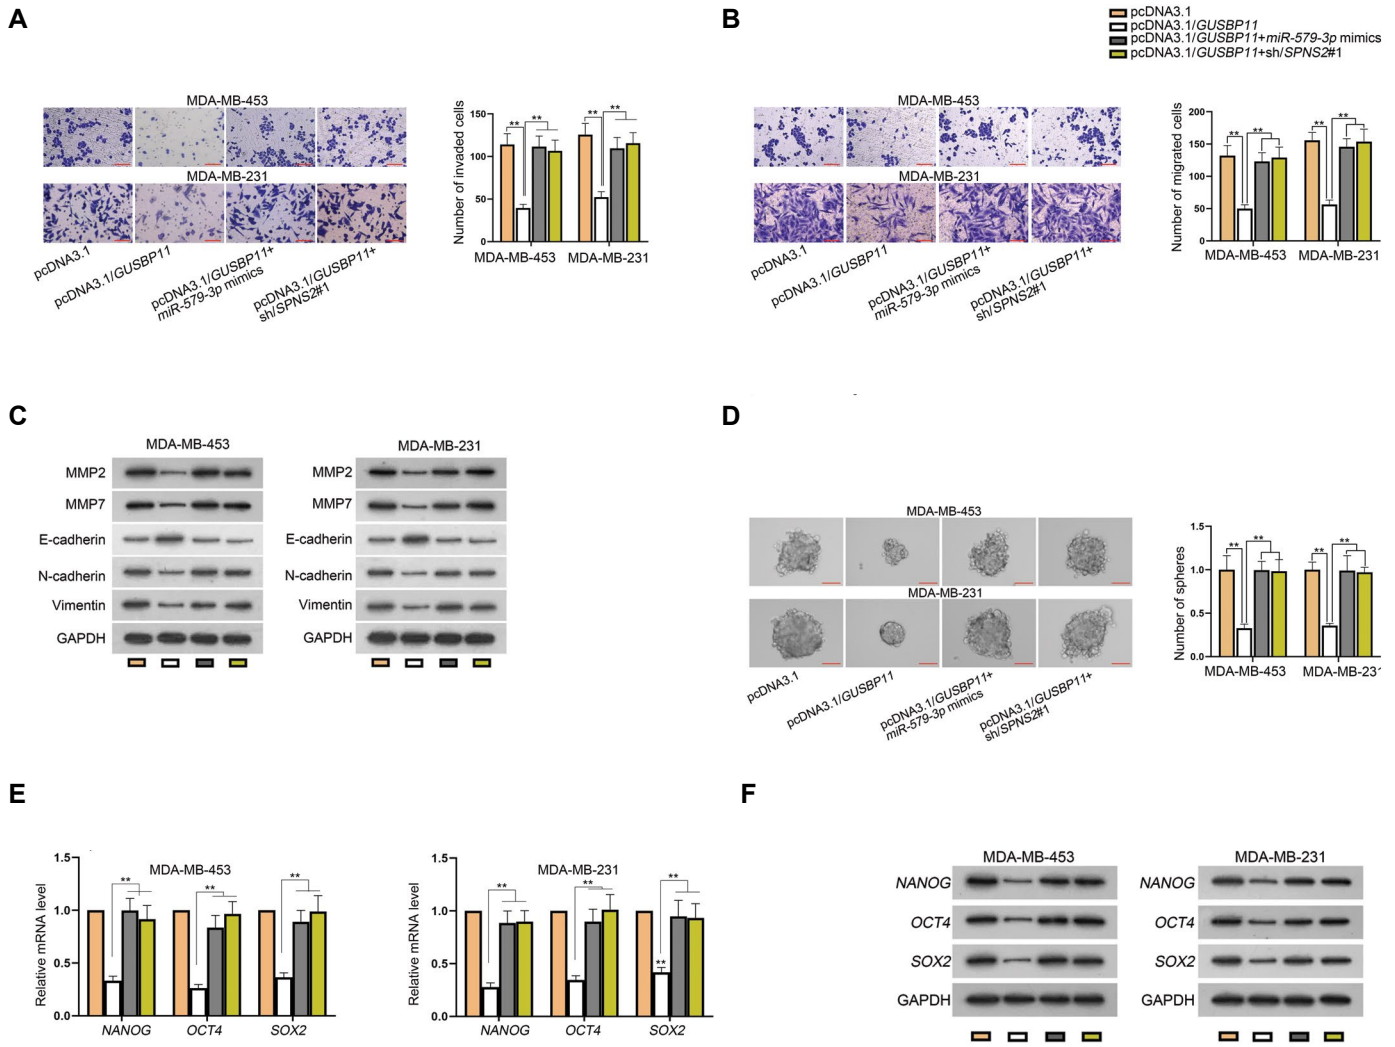 A
B
pcDNA3.1
pcDNA3.1/GUSBP11
pcDNA3.1/GUSBP11+miR-579-3p mimics
pcDNA3.1/GUSBP11+sh/SPNS2#1
MDA-MB-453
MDA-MB-231
pcDNA3.1
pcDNA3.1/GUSBP11
pcDNA3.1/GUSBP11+
miR-579-3p mimics
pcDNA3.1/GUSBP11+
sh/SPNS2#1
Number of invaded cells
150
100
50
0
** ** ** **
MDA-MB-453 MDA-MB-231
MDA-MB-453
MDA-MB-231
pcDNA3.1
pcDNA3.1/GUSBP11
pcDNA3.1/GUSBP11+
miR-579-3p mimics
pcDNA3.1/GUSBP11+
sh/SPNS2#1
Number of migrated cells
200
150
100
50
0
** ** ** **
MDA-MB-453 MDA-MB-231
C
MDA-MB-453
MMP2
MMP7
E-cadherin
N-cadherin
Vimentin
GAPDH
MDA-MB-231
MMP2
MMP7
E-cadherin
N-cadherin
Vimentin
GAPDH
D
MDA-MB-453
MDA-MB-231
pcDNA3.1
pcDNA3.1/GUSBP11
pcDNA3.1/GUSBP11+
miR-579-3p mimics
pcDNA3.1/GUSBP11+
sh/SPNS2#1
Number of spheres
1.5
1.0
0.5
0.0
** ** ** **
MDA-MB-453 MDA-MB-231
E
MDA-MB-453
Relative mRNA level
1.5
1.0
0.5
0.0
** ** **
NANOG OCT4 SOX2
MDA-MB-231
Relative mRNA level
1.5
1.0
0.5
0.0
** ** **
**
NANOG OCT4 SOX2
F
MDA-MB-453
NANOG
OCT4
SOX2
GAPDH
MDA-MB-231
NANOG
OCT4
SOX2
GAPDH